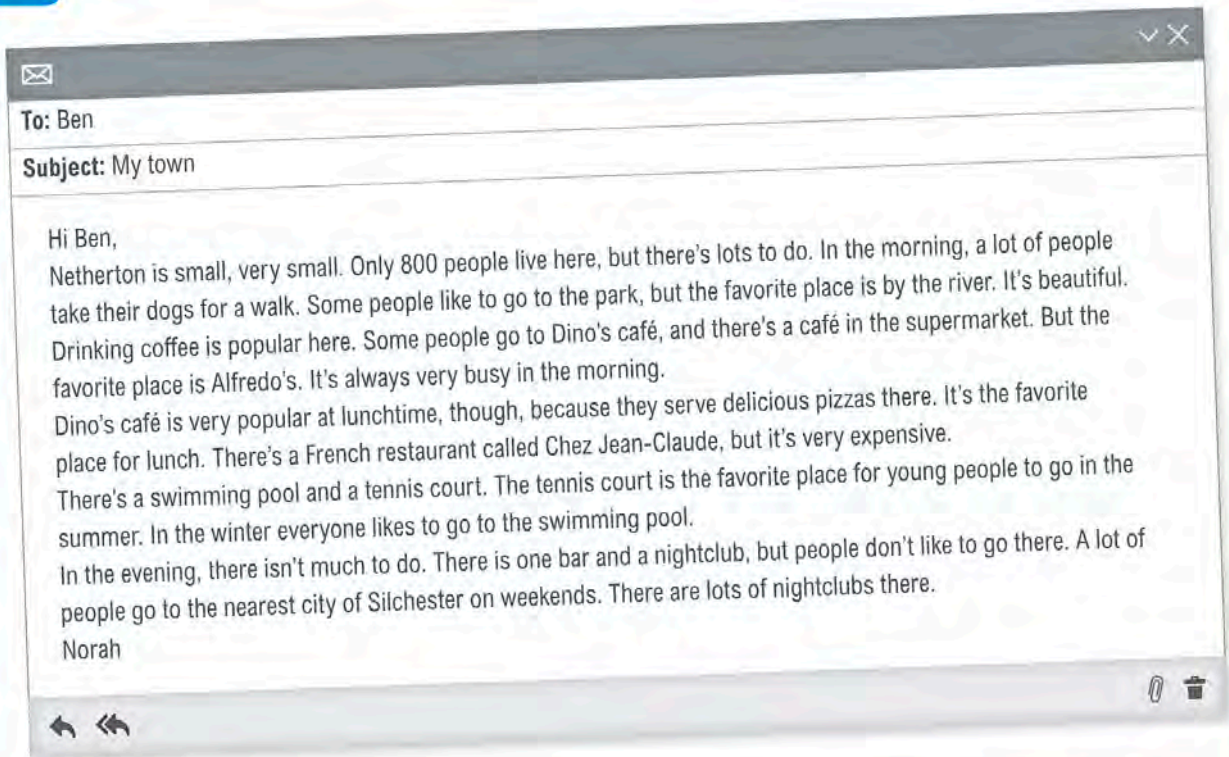 To: Ben
Subject: My town
Hi Ben,
Netherton is small, very small. Only 800 people live here, but there's lots to do. In the morning, a lot of people
take their dogs for a walk. Some people like to go to the park, but the favorite place is by the river. It's beautiful.
Drinking coffee is popular here. Some people go to Dino's café, and there's a café in the supermarket. But the
favorite place is Alfredo's. It's always very busy in the morning.
Dino's café is very popular at lunchtime, though, because they serve delicious pizzas there. It's the favorite
place for lunch. There's a French restaurant called Chez Jean-Claude, but it's very expensive.
There's a swimming pool and a tennis court. The tennis court is the favorite place for young people to go in the
summer. In the winter everyone likes to go to the swimming pool.
In the evening, there isn't much to do. There is one bar and a nightclub, but people don't like to go there. A lot of
people go to the nearest city of Silchester on weekends. There are lots of nightclubs there.
Norah